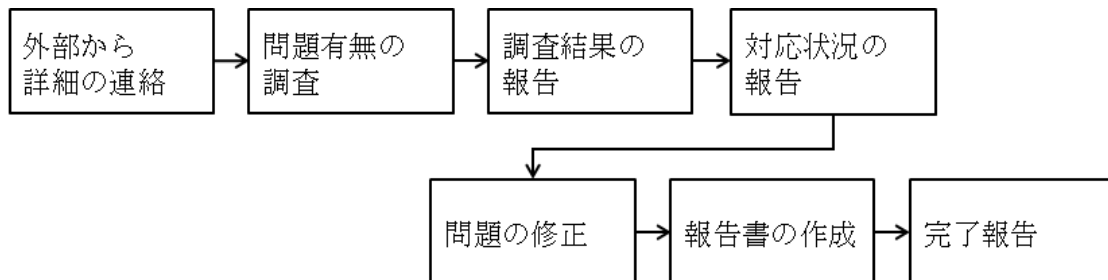 外部から
詳細の連絡
問題有無の
調査
調査結果の
報告
対応状況の
報告
問題の修正
報告書の作成
完了報告